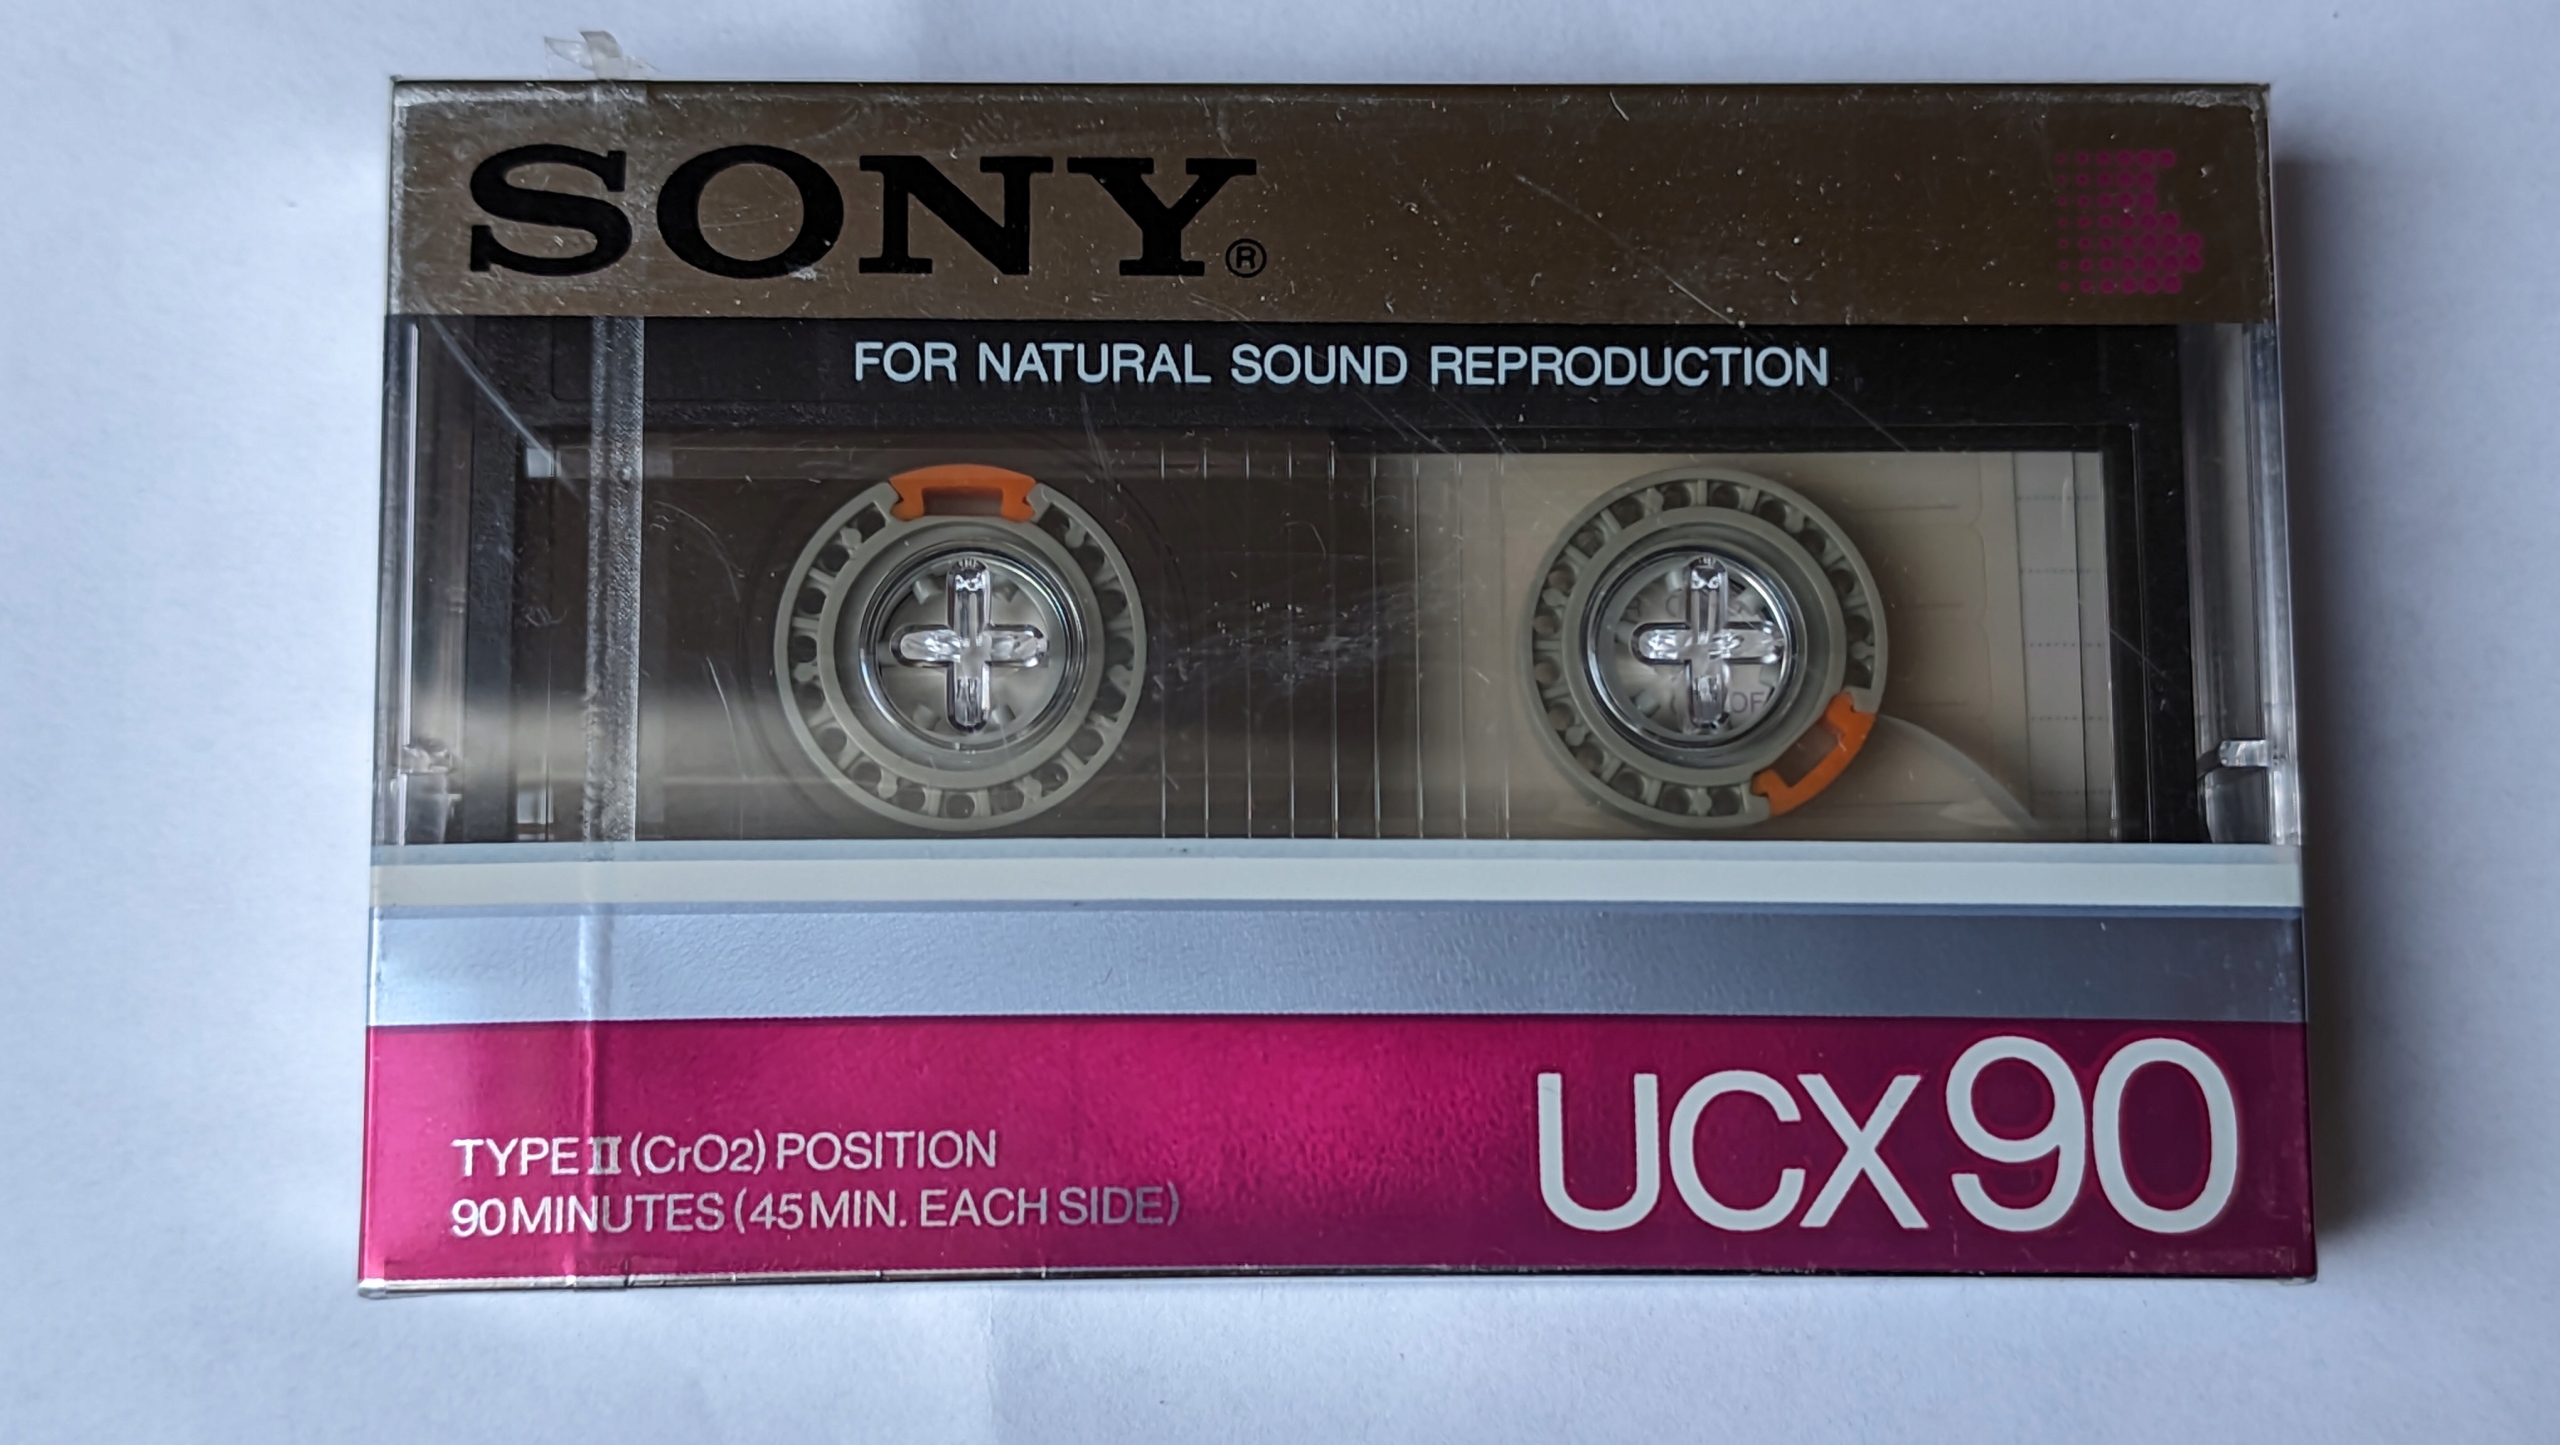 SONY®
FOR NATURAL SOUND REPRODUCTION
TYPE II (CrO2) POSITION
90 MINUTES (45 MIN. EACH SIDE)
UCX 90